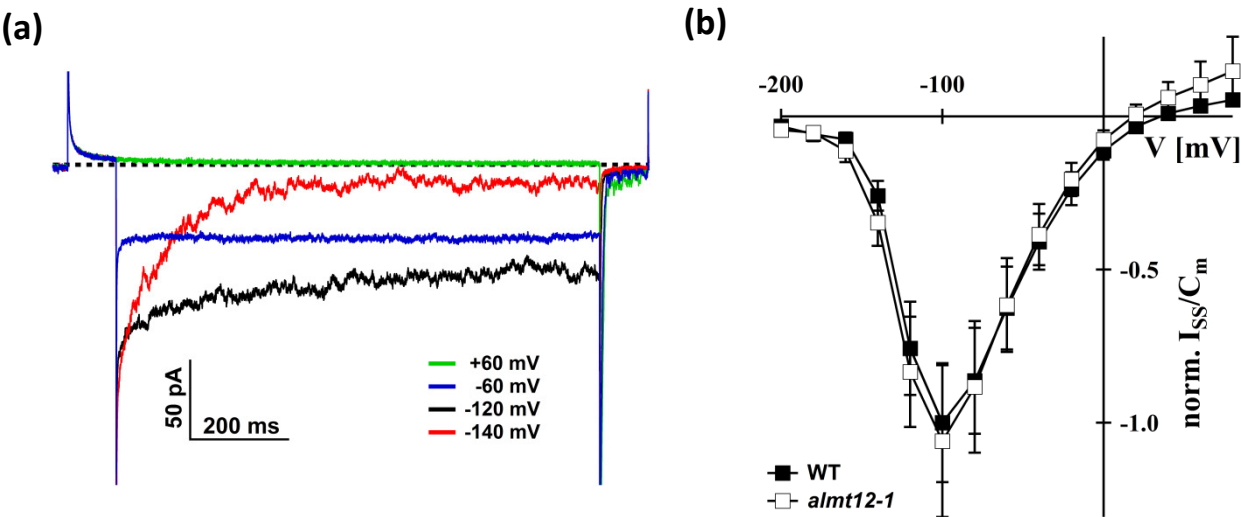 (a)
50 pA
200 ms
+60 mV
-60 mV
-120 mV
-140 mV
(b)
-200
-100
V [mV]
-0.5
-1.0
norm. I_SS/C_m
WT
almt12-1